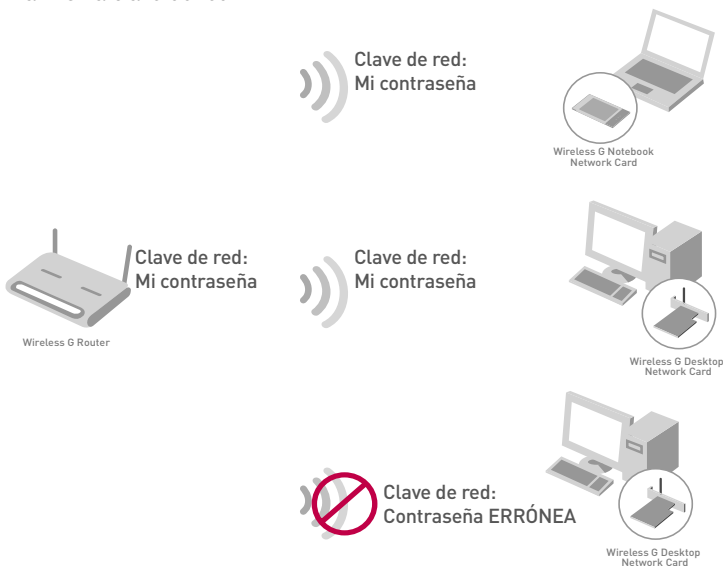 Clave de red:
Mi contraseña
Wireless G Notebook
Network Card
Clave de red:
Mi contraseña
Wireless G Router
Clave de red:
Mi contraseña
Wireless G Desktop
Network Card
Clave de red:
Contraseña ERRÓNEA
Wireless G Desktop
Network Card